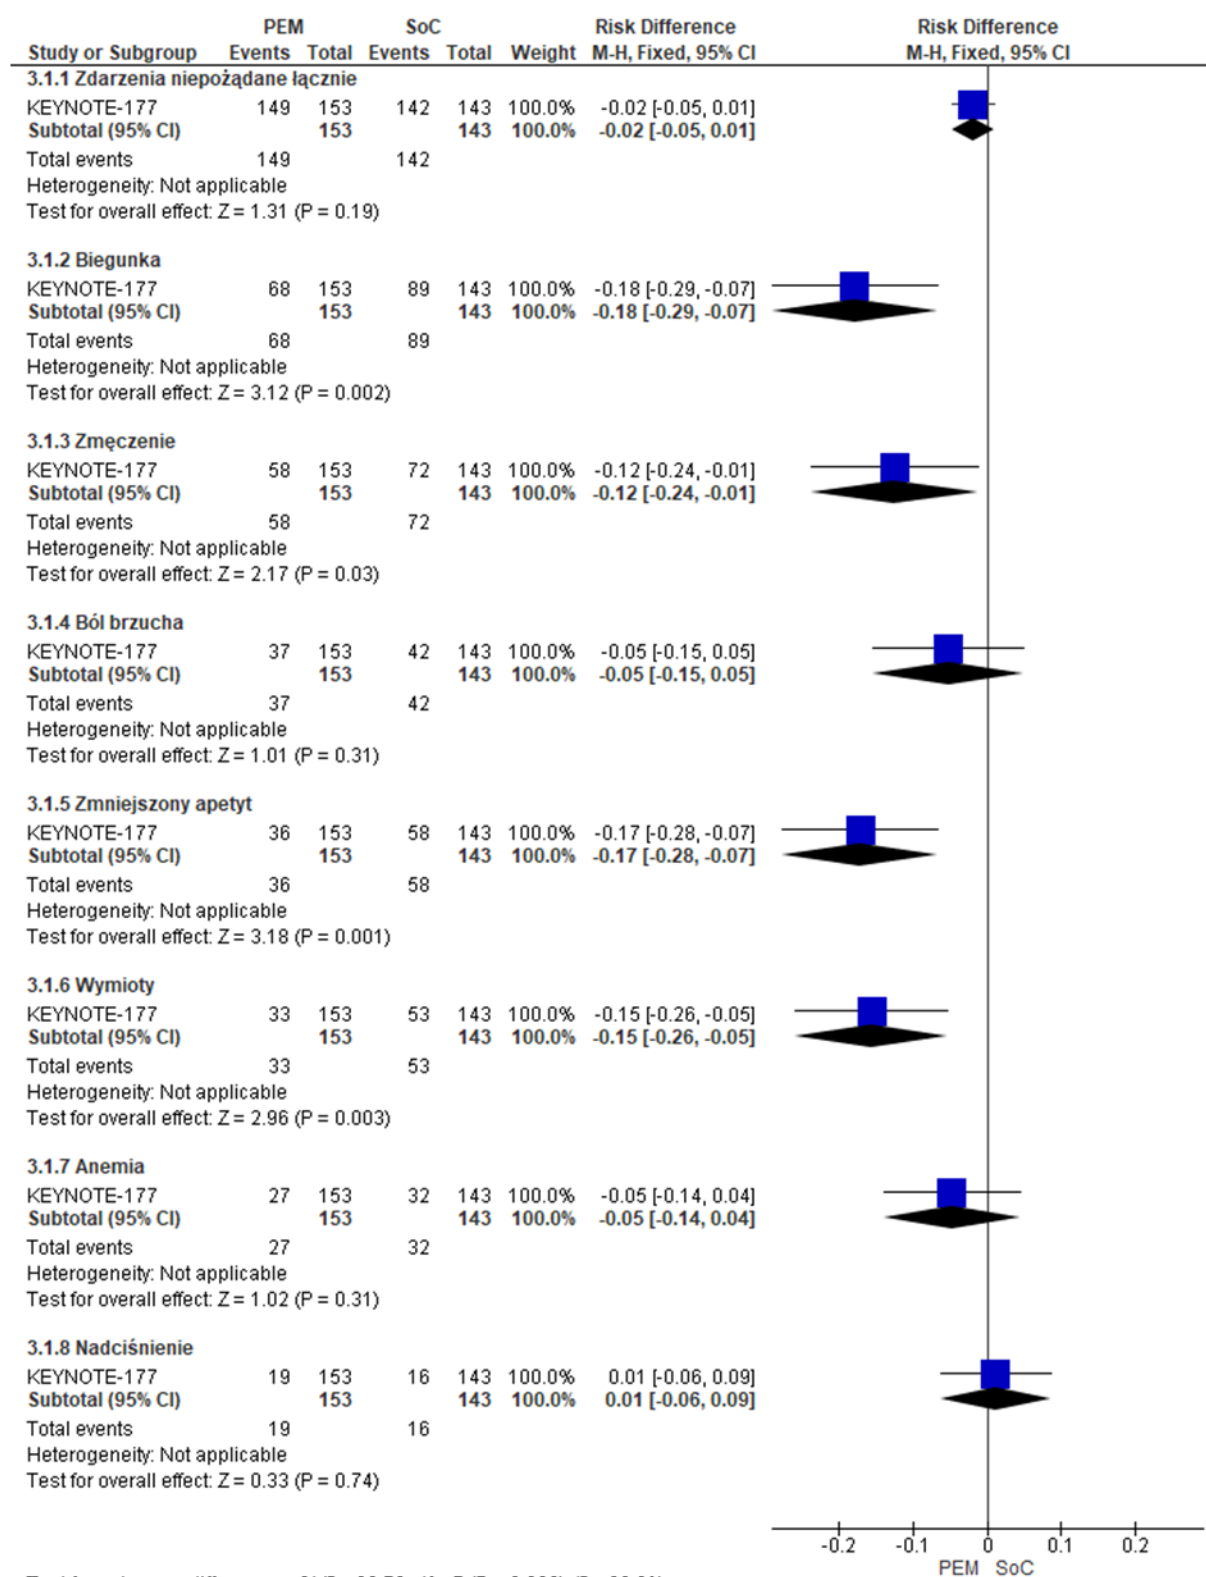 PEM SoC Risk Difference Risk Difference
Study or Subgroup Events Total Events Total Weight M-H, Fixed, 95% CI M-H, Fixed, 95% CI
3.1.1 Zdarzenia niepożądane łącznie
KEYNOTE-177 149 153 142 143 100.0% -0.02 [-0.05, 0.01]
Subtotal (95% CI) 153 143 100.0% -0.02 [-0.05, 0.01]
Total events 149 142
Heterogeneity: Not applicable
Test for overall effect: Z = 1.31 (P = 0.19)
3.1.2 Biegunka
KEYNOTE-177 68 153 89 143 100.0% -0.18 [-0.29, -0.07]
Subtotal (95% CI) 153 143 100.0% -0.18 [-0.29, -0.07]
Total events 68 89
Heterogeneity: Not applicable
Test for overall effect: Z = 3.12 (P = 0.002)
3.1.3 Zmęczenie
KEYNOTE-177 58 153 72 143 100.0% -0.12 [-0.24, -0.01]
Subtotal (95% CI) 153 143 100.0% -0.12 [-0.24, -0.01]
Total events 58 72
Heterogeneity: Not applicable
Test for overall effect: Z = 2.17 (P = 0.03)
3.1.4 Ból brzucha
KEYNOTE-177 37 153 42 143 100.0% -0.05 [-0.15, 0.05]
Subtotal (95% CI) 153 143 100.0% -0.05 [-0.15, 0.05]
Total events 37 42
Heterogeneity: Not applicable
Test for overall effect: Z = 1.01 (P = 0.31)
3.1.5 Zmniejszony apetyt
KEYNOTE-177 36 153 58 143 100.0% -0.17 [-0.28, -0.07]
Subtotal (95% CI) 153 143 100.0% -0.17 [-0.28, -0.07]
Total events 36 58
Heterogeneity: Not applicable
Test for overall effect: Z = 3.18 (P = 0.001)
3.1.6 Wymioty
KEYNOTE-177 33 153 53 143 100.0% -0.15 [-0.26, -0.05]
Subtotal (95% CI) 153 143 100.0% -0.15 [-0.26, -0.05]
Total events 33 53
Heterogeneity: Not applicable
Test for overall effect: Z = 2.96 (P = 0.003)
3.1.7 Anemia
KEYNOTE-177 27 153 32 143 100.0% -0.05 [-0.14, 0.04]
Subtotal (95% CI) 153 143 100.0% -0.05 [-0.14, 0.04]
Total events 27 32
Heterogeneity: Not applicable
Test for overall effect: Z = 1.02 (P = 0.31)
3.1.8 Nadciśnienie
KEYNOTE-177 19 153 16 143 100.0% 0.01 [-0.06, 0.09]
Subtotal (95% CI) 153 143 100.0% 0.01 [-0.06, 0.09]
Total events 19 16
Heterogeneity: Not applicable
Test for overall effect: Z = 0.33 (P = 0.74)
-0.2 -0.1 0 0.1 0.2
PEM SoC